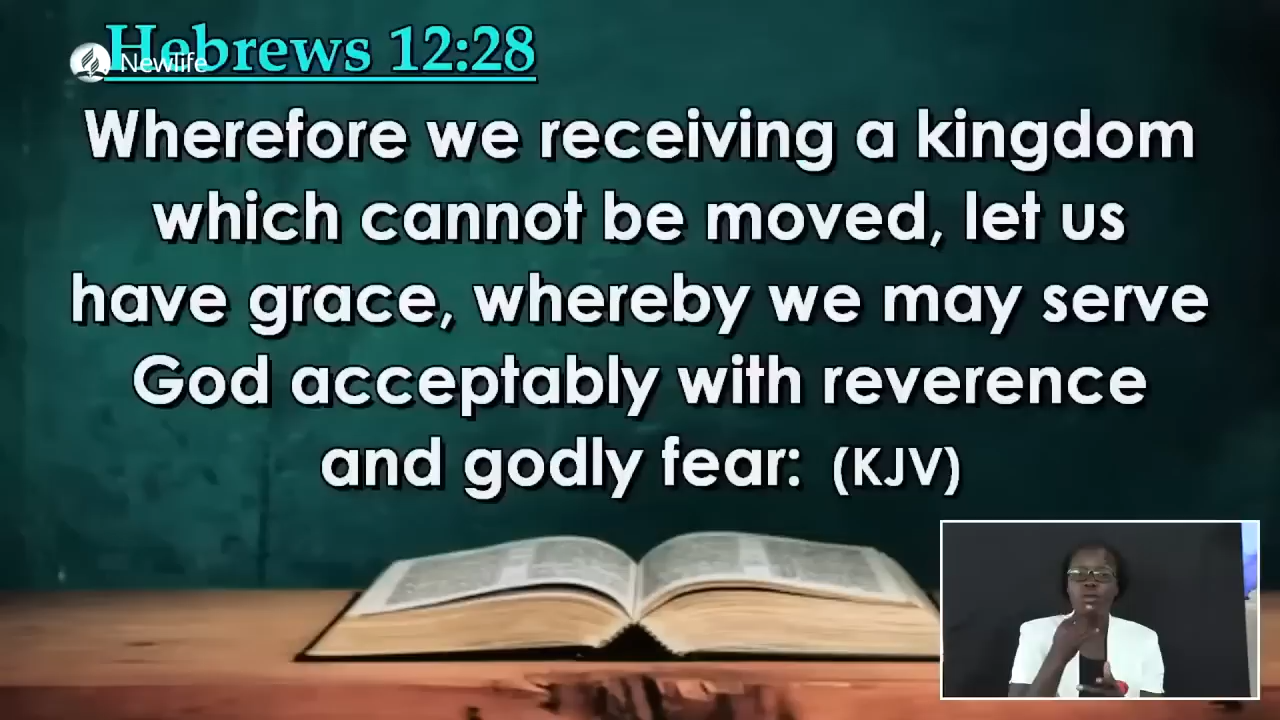 Hebrews 12:28
Newlife
Wherefore we receiving a kingdom
which cannot be moved, let us
have grace, whereby we may serve
God acceptably with reverence
and godly fear: (KJV)